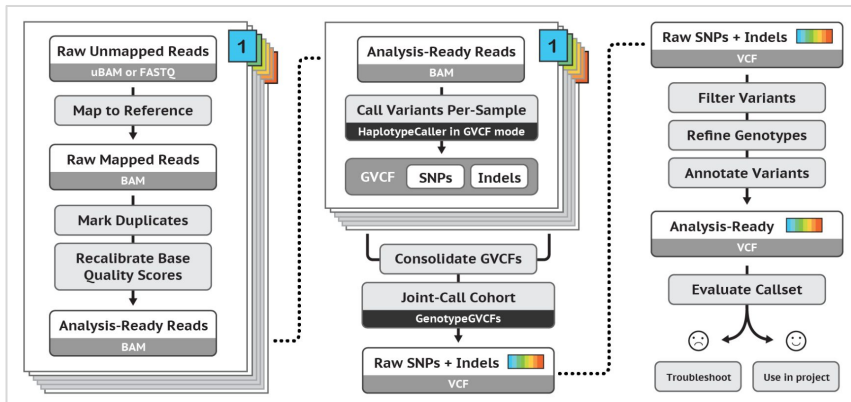 1
Raw Unmapped Reads
uBAM or FASTQ
Map to Reference
Raw Mapped Reads
BAM
Mark Duplicates
Recalibrate Base
Quality Scores
Analysis-Ready Reads
BAM
1
Analysis-Ready Reads
BAM
Call Variants Per-Sample
HaplotypeCaller in GVCF mode
GVCF SNPs Indels
Consolidate GVCFs
Joint-Call Cohort
GenotypeGVCFs
Raw SNPs + Indels
VCF
Raw SNPs + Indels
VCF
Filter Variants
Refine Genotypes
Annotate Variants
Analysis-Ready
VCF
Evaluate Callset
Troubleshoot
Use in project